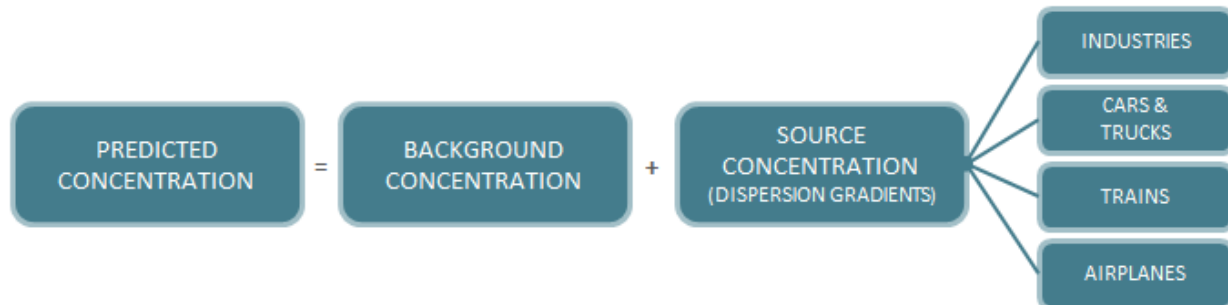 PREDICTED
CONCENTRATION
=
BACKGROUND
CONCENTRATION
+
SOURCE
CONCENTRATION
(DISPERSION GRADIENTS)
INDUSTRIES
CARS &
TRUCKS
TRAINS
AIRPLANES